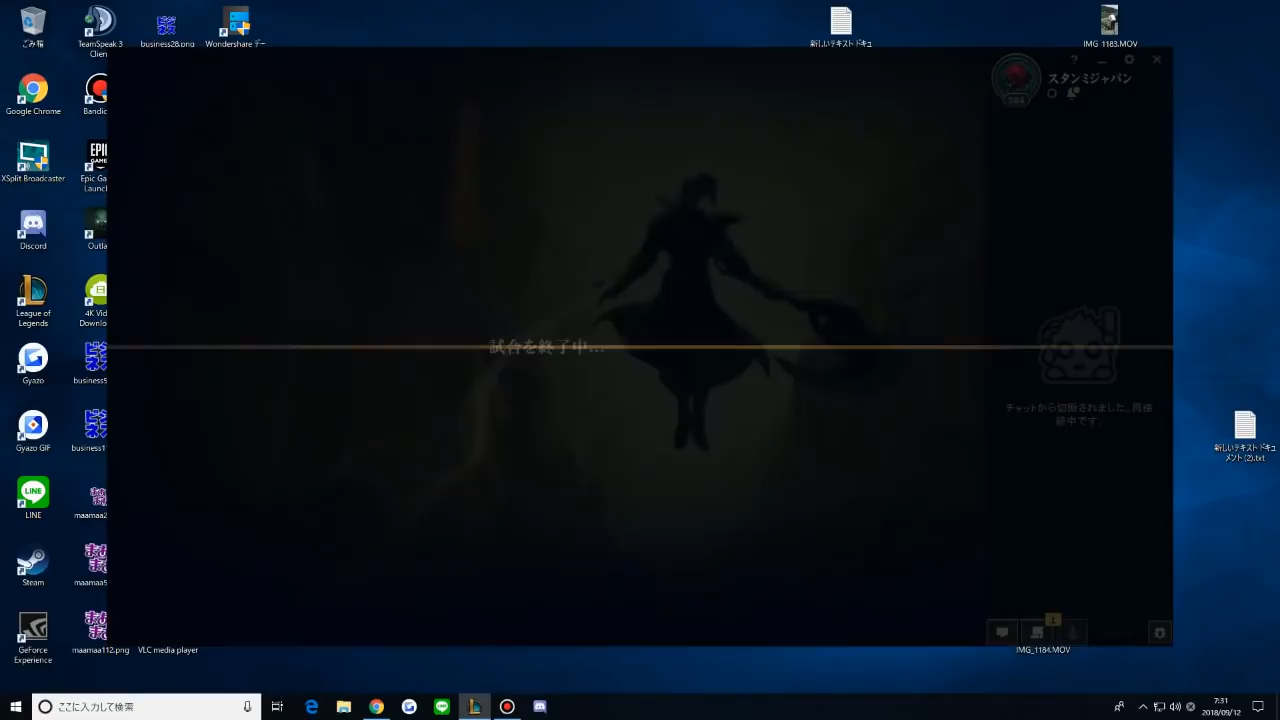 ごみ箱
TeamSpeak 3
Client
business28.png
Wondershare デー
新しいテキスト ドキュ
IMG_1183.MOV
スタンミジャパン
Google Chrome
Bandic
XSplit Broadcaster
EPIC
GAM
Epic Ga
Launch
Discord
Outla
League of
Legends
4K Vid
Downlo
試合を終了中...
Gyazo
business5
チャットから切断されました。再接
続中です。
Gyazo GIF
business1
新しいテキスト ドキュ
メント (2).txt
LINE
LINE
maamaa2
Steam
maamaa5
1
GeForce
Experience
maamaa112.png
VLC media player
IMG_1184.MOV
ここに入力して検索
7:31
2018/09/12